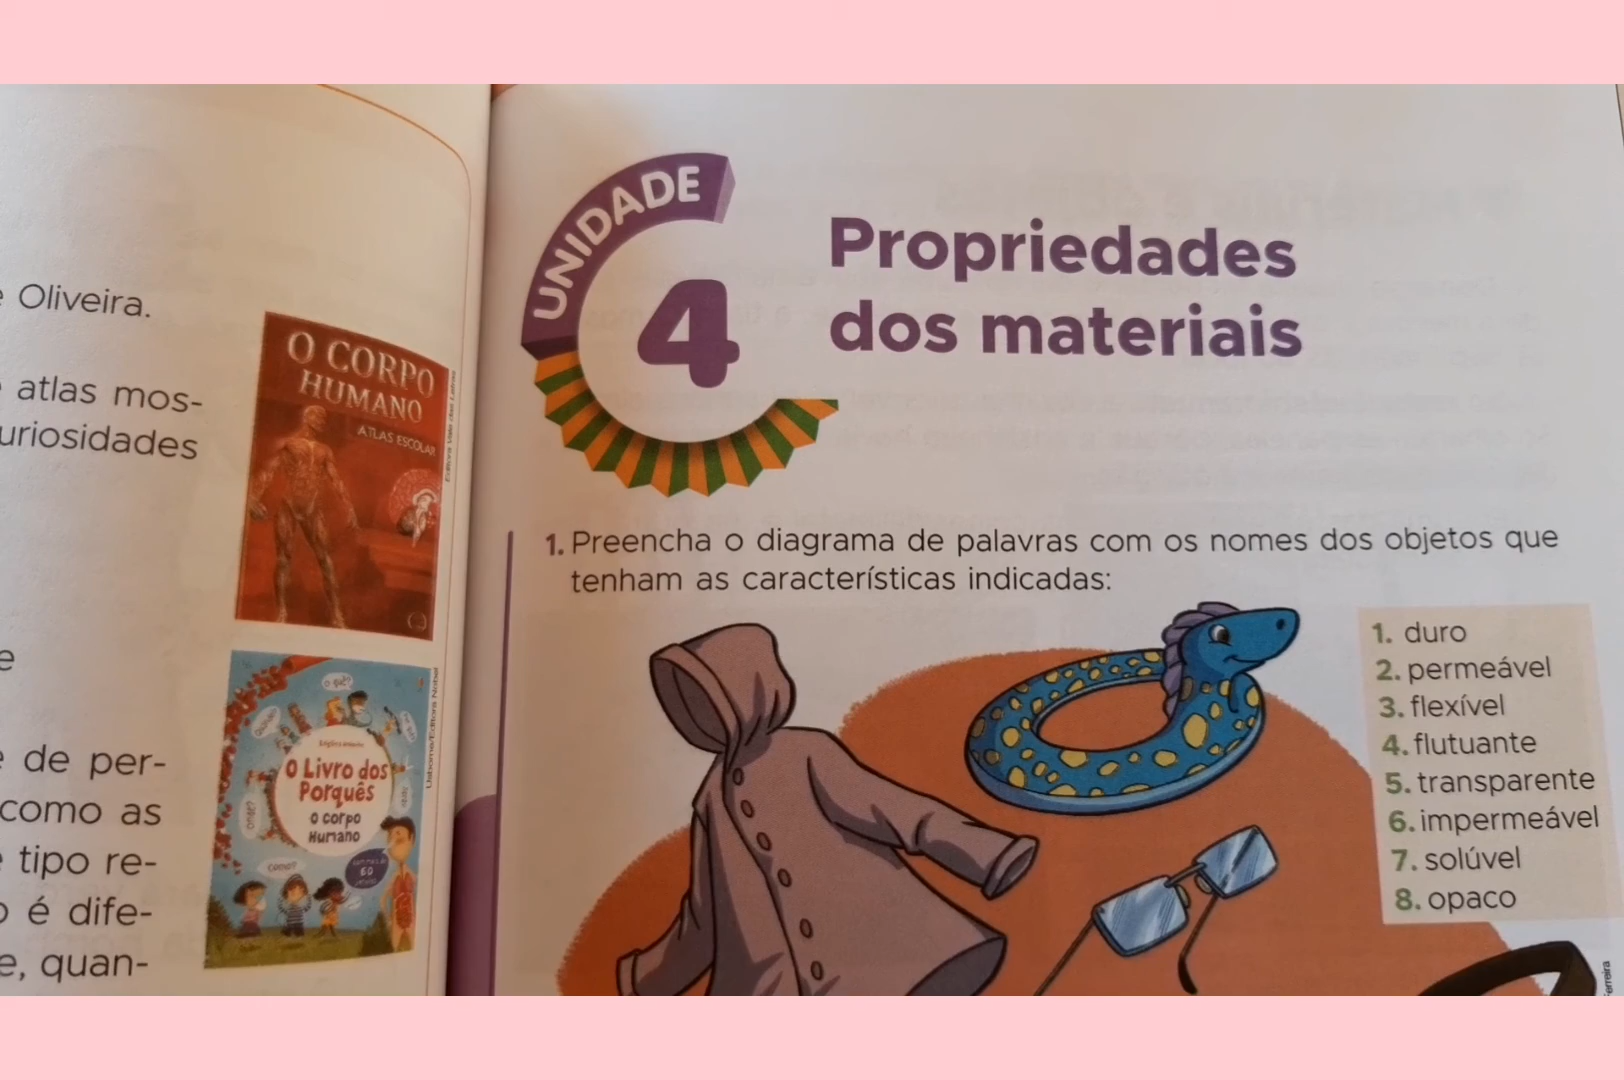 Oliveira.
atlas mos-
uriosidades
e
de per-
como as
tipo re-
o é dife-
e, quan-
O CORPO
HUMANO
ATLAS ESCOLAR
O Livro dos
Porquês
o corpo
Humano
60
UNIDADE
4
Propriedades
dos materiais
1. Preencha o diagrama de palavras com os nomes dos objetos que
tenham as características indicadas:
1. duro
2. permeável
3. flexível
4. flutuante
5. transparente
6. impermeável
7. solúvel
8. opaco